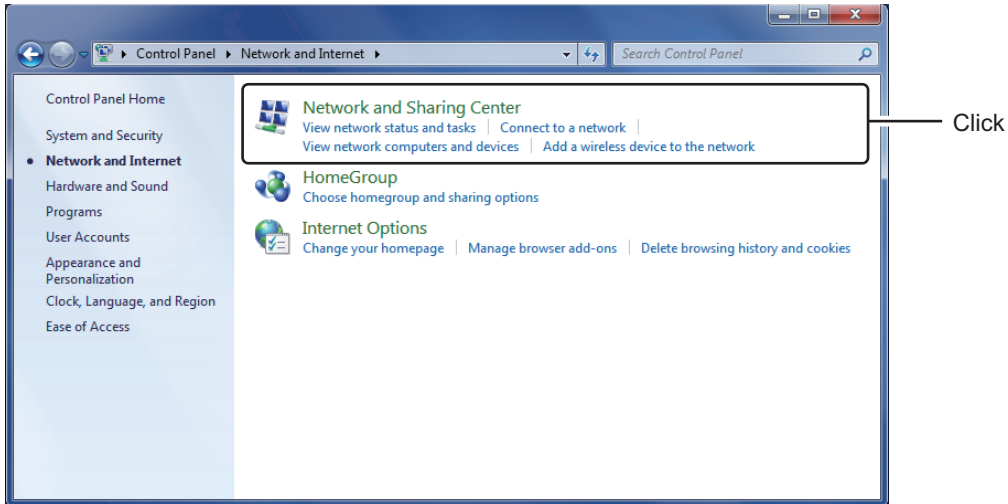 Control Panel Network and Internet Search Control Panel
Control Panel Home
System and Security
Network and Internet
Hardware and Sound
Programs
User Accounts
Appearance and
Personalization
Clock, Language, and Region
Ease of Access
Network and Sharing Center
View network status and tasks Connect to a network
View network computers and devices Add a wireless device to the network
HomeGroup
Choose homegroup and sharing options
Internet Options
Change your homepage Manage browser add-ons Delete browsing history and cookies
Click